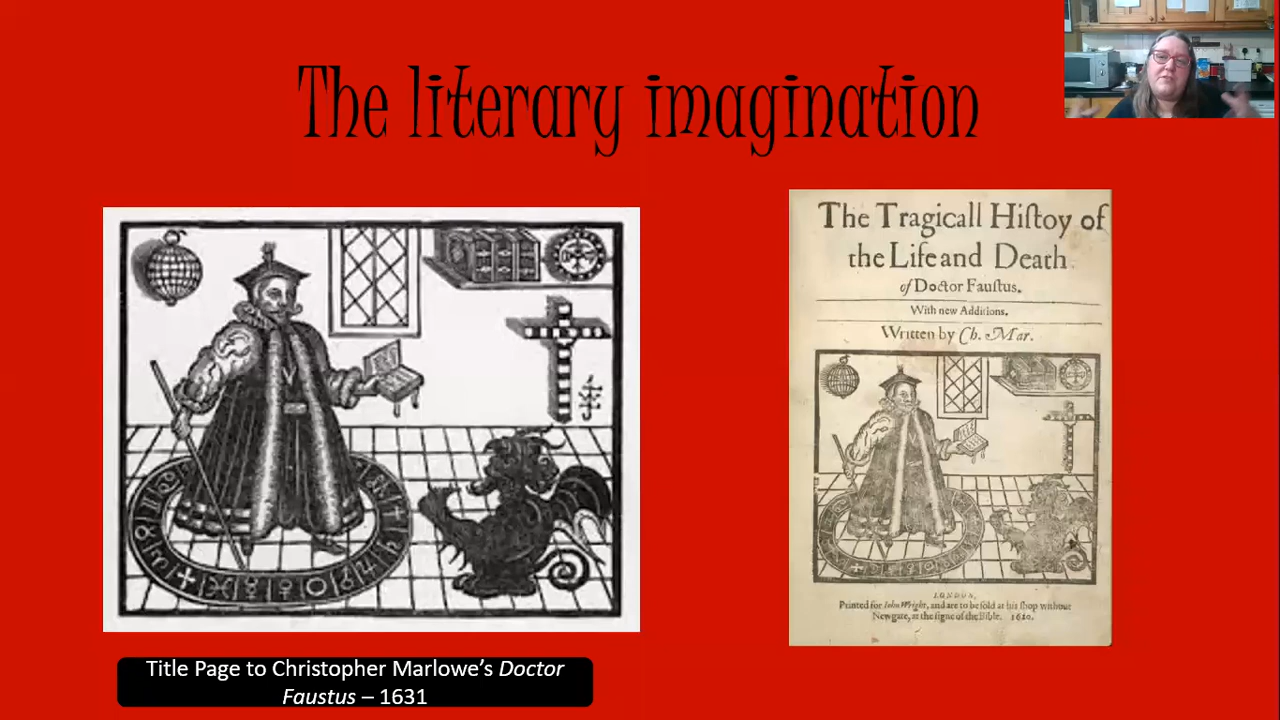 The literary imagination
The Tragicall Hiſtoy of
the Life and Death
of Doctor Fauſtus.
With new Additions.
Written by Ch. Mar.
LONDON,
Printed for Iohn Wright, and are to be ſold at his ſhop without
Newgate, at the ſigne of the Bible. 1620.
Title Page to Christopher Marlowe’s Doctor
Faustus – 1631